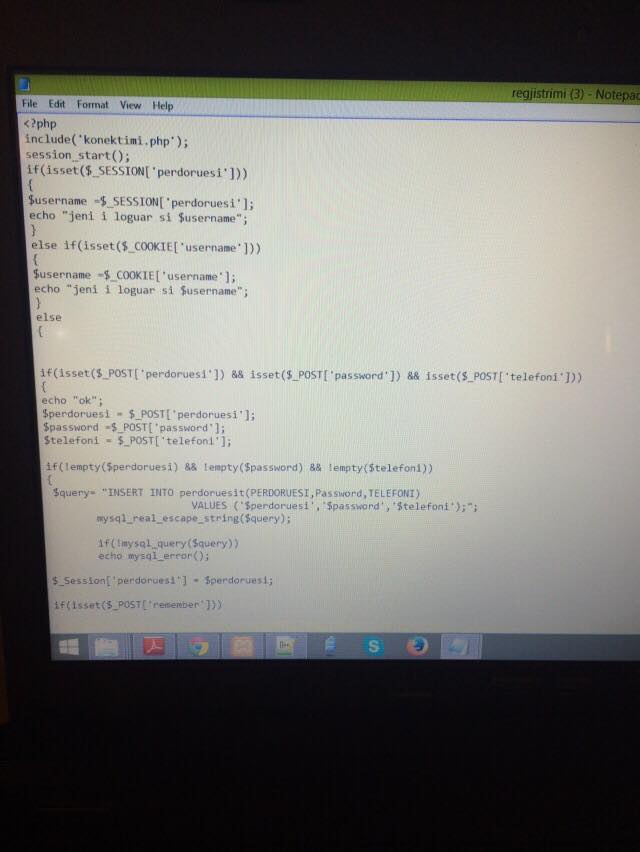 regjistrimi (3) - Notepad
File Edit Format View Help
<?php
include('konektimi.php');
session_start();
if(isset($_SESSION['perdoruesi']))
{
$username =$_SESSION['perdoruesi'];
echo "jeni i loguar si $username";
}
else if(isset($_COOKIE['username']))
{
$username =$_COOKIE['username'];
echo "jeni i loguar si $username";
}
else
{
if(isset($_POST['perdoruesi']) && isset($_POST['password']) && isset($_POST['telefoni']))
{
echo "ok";
$perdoruesi = $_POST['perdoruesi'];
$password =$_POST['password'];
$telefoni = $_POST['telefoni'];
if(!empty($perdoruesi) && !empty($password) && !empty($telefoni))
{
$query= "INSERT INTO perdoruesit(PERDORUESI,Password,TELEFONI)
VALUES ('$perdoruesi','$password','$telefoni');";
mysql_real_escape_string($query);
if(!mysql_query($query))
echo mysql_error();
$_Session['perdoruesi'] = $perdoruesi;
if(isset($_POST['remember']))